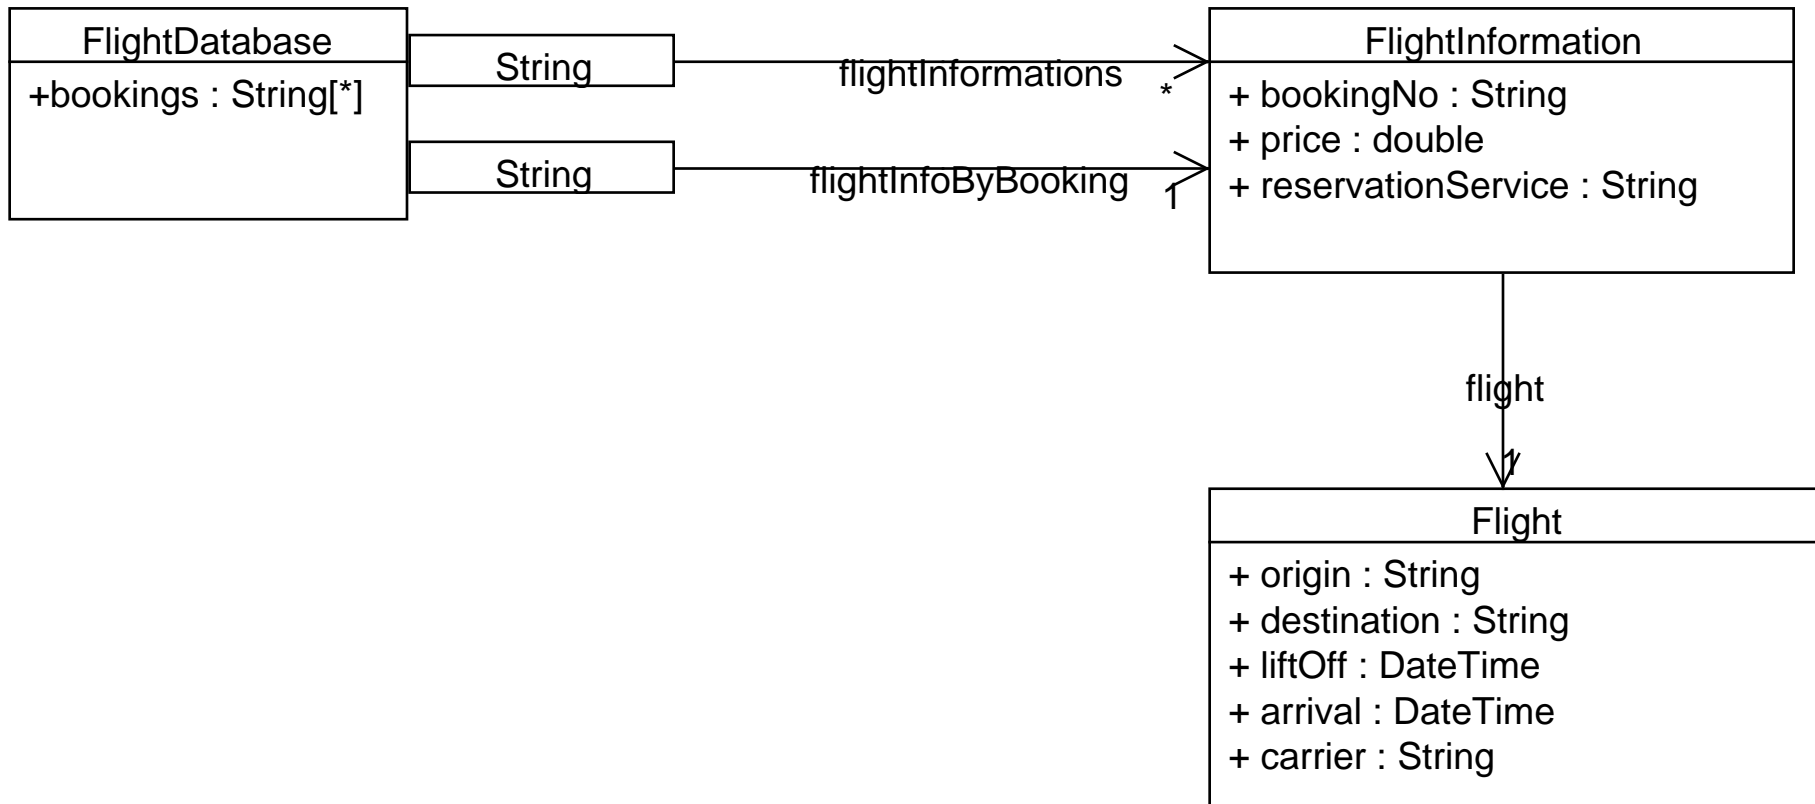 FlightDatabase
+bookings : String[*]
String
flightInformations
*
String
flightInfoByBooking
1
FlightInformation
+ bookingNo : String
+ price : double
+ reservationService : String
flight
1
Flight
+ origin : String
+ destination : String
+ liftOff : DateTime
+ arrival : DateTime
+ carrier : String